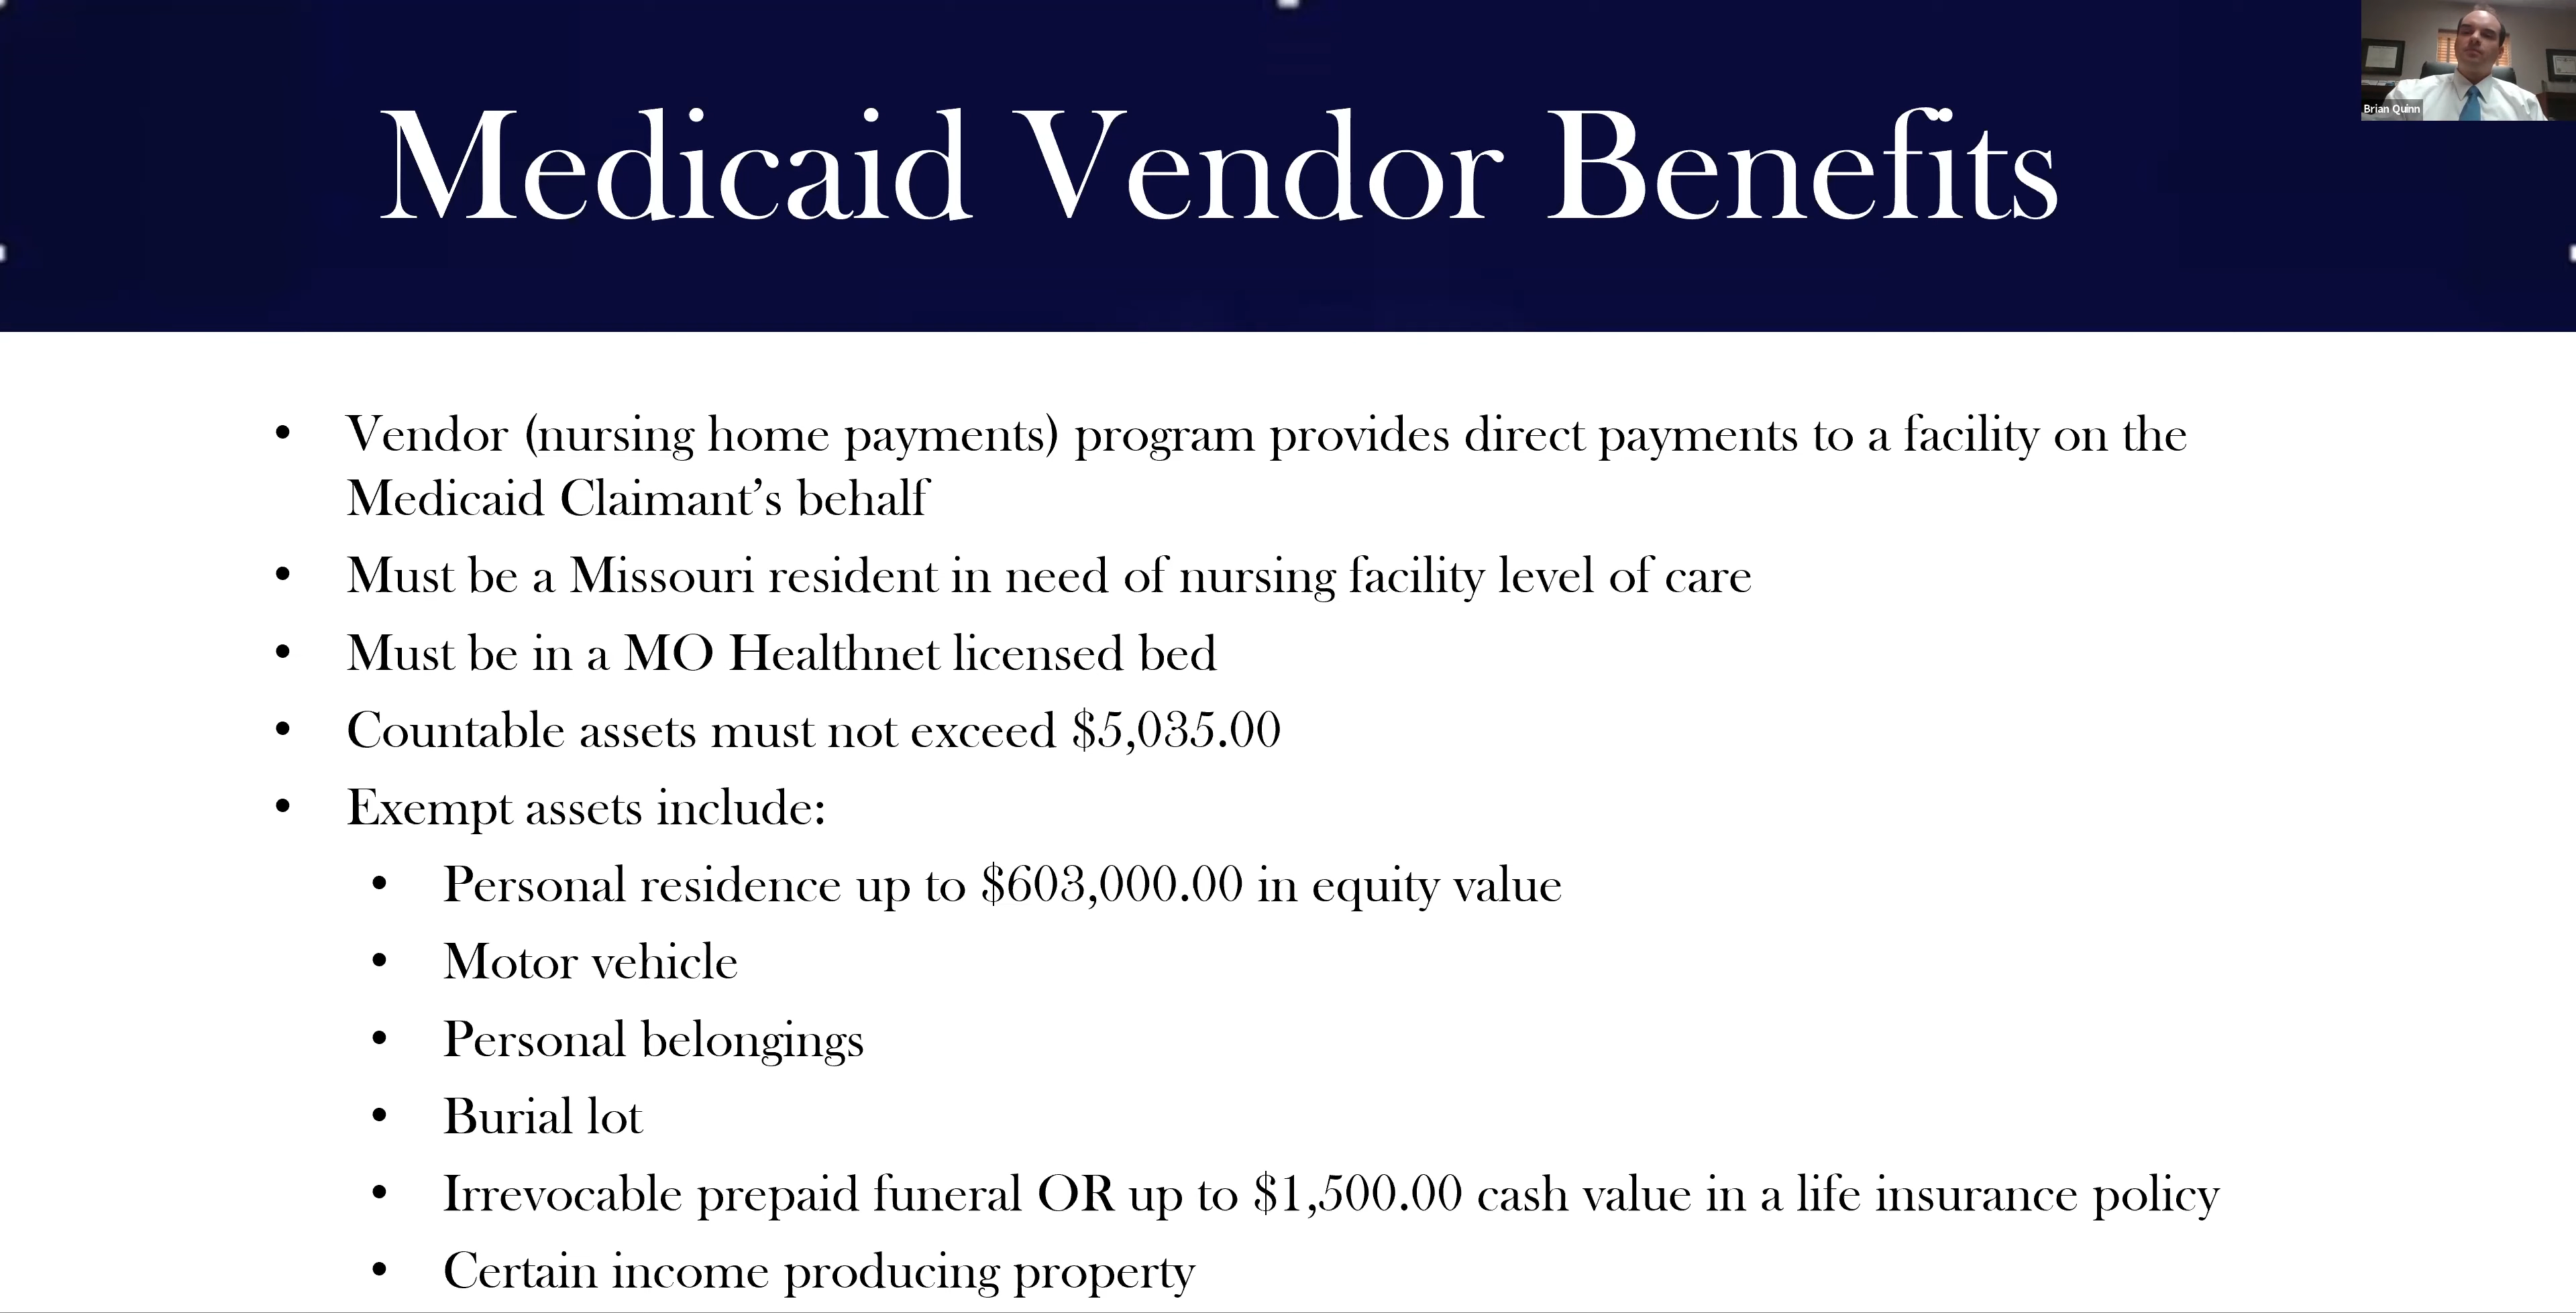 Medicaid Vendor Benefits
Brian Quinn
• Vendor (nursing home payments) program provides direct payments to a facility on the
Medicaid Claimant’s behalf
• Must be a Missouri resident in need of nursing facility level of care
• Must be in a MO Healthnet licensed bed
• Countable assets must not exceed $5,035.00
• Exempt assets include:
• Personal residence up to $603,000.00 in equity value
• Motor vehicle
• Personal belongings
• Burial lot
• Irrevocable prepaid funeral OR up to $1,500.00 cash value in a life insurance policy
• Certain income producing property